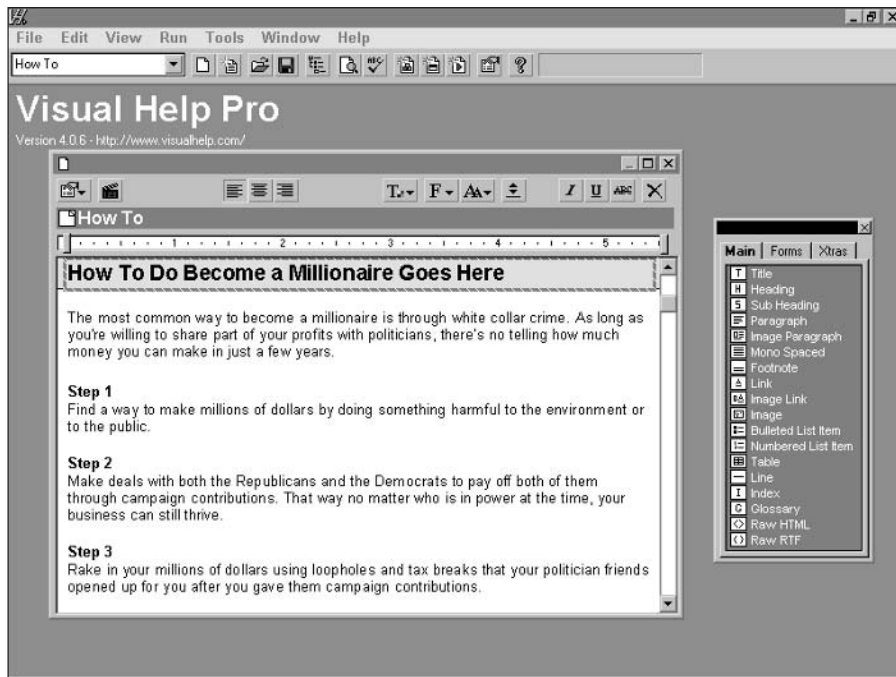 File Edit View Run Tools Window Help
How To
Visual Help Pro
Version 4.0.6 - http://www.visualhelp.com/
How To
1 2 3 4 5
How To Do Become a Millionaire Goes Here
The most common way to become a millionaire is through white collar crime. As long as
you're willing to share part of your profits with politicians, there's no telling how much
money you can make in just a few years.
Step 1
Find a way to make millions of dollars by doing something harmful to the environment or
to the public.
Step 2
Make deals with both the Republicans and the Democrats to pay off both of them
through campaign contributions. That way no matter who is in power at the time, your
business can still thrive.
Step 3
Rake in your millions of dollars using loopholes and tax breaks that your politician friends
opened up for you after you gave them campaign contributions.
Main Forms Xtras
T Title
H Heading
S Sub Heading
Paragraph
Image Paragraph
Mono Spaced
Footnote
Link
Image Link
Image
Bulleted List Item
Numbered List Item
Table
Line
I Index
G Glossary
Raw HTML
Raw RTF